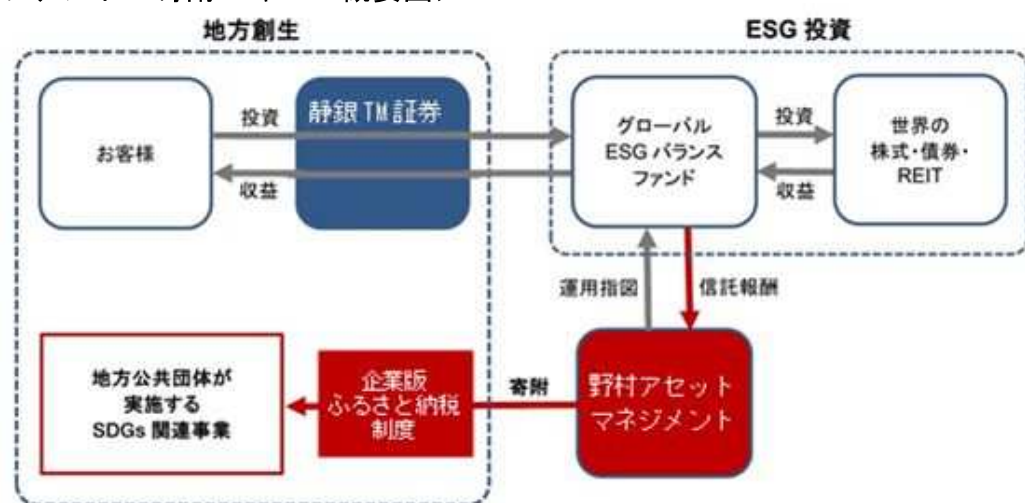 地方創生
ESG 投資
お客様
投資
収益
静銀 TM 証券
グローバル
ESG バランス
ファンド
投資
収益
世界の
株式・債券・
REIT
運用指図
信託報酬
地方公共団体が
実施する
SDGs 関連事業
企業版
ふるさと納税
制度
寄附
野村アセット
マネジメント